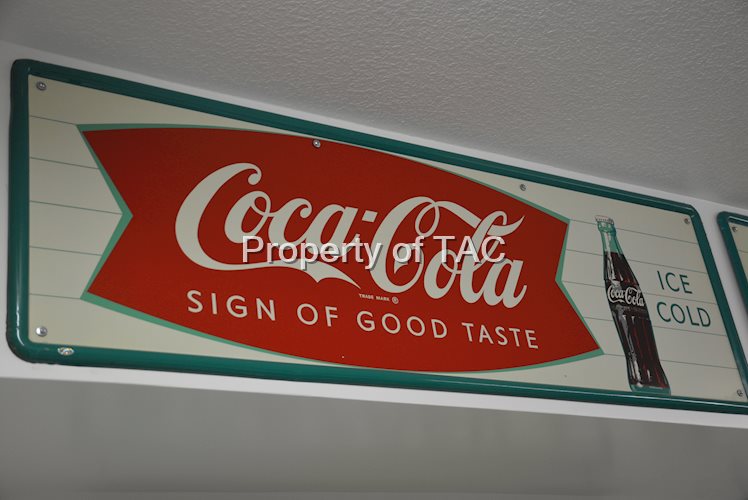 Coca-Cola
Property of TAC
TRADE MARK ®
SIGN OF GOOD TASTE
Coca-Cola
ICE
COLD